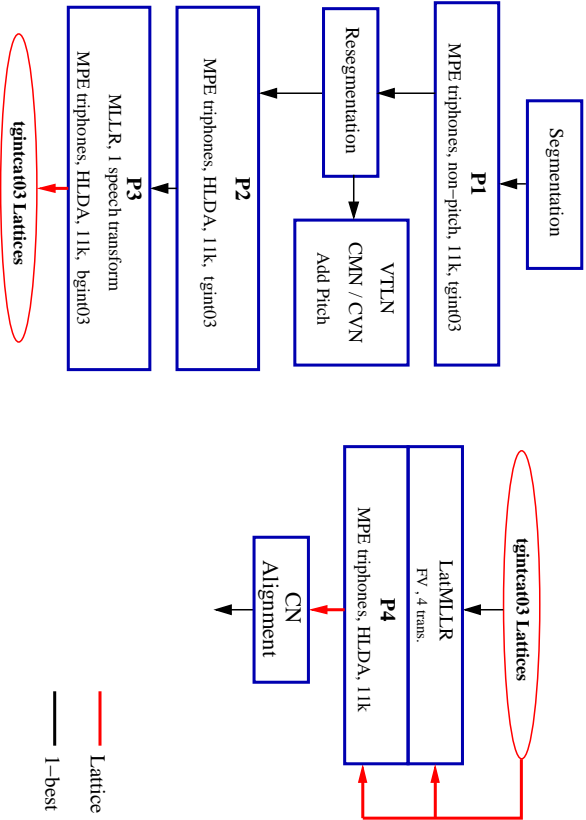 Segmentation
P1
MPE triphones, non−pitch, 11k, tgint03
Resegmentation
VTLN
CMN / CVN
Add Pitch
P2
MPE triphones, HLDA, 11k, tgint03
P3
MLLR, 1 speech transform
MPE triphones, HLDA, 11k, bgint03
tgintcat03 Lattices
tgintcat03 Lattices
LatMLLR
FV , 4 trans.
P4
MPE triphones, HLDA, 11k
CN
Alignment
Lattice
1−best